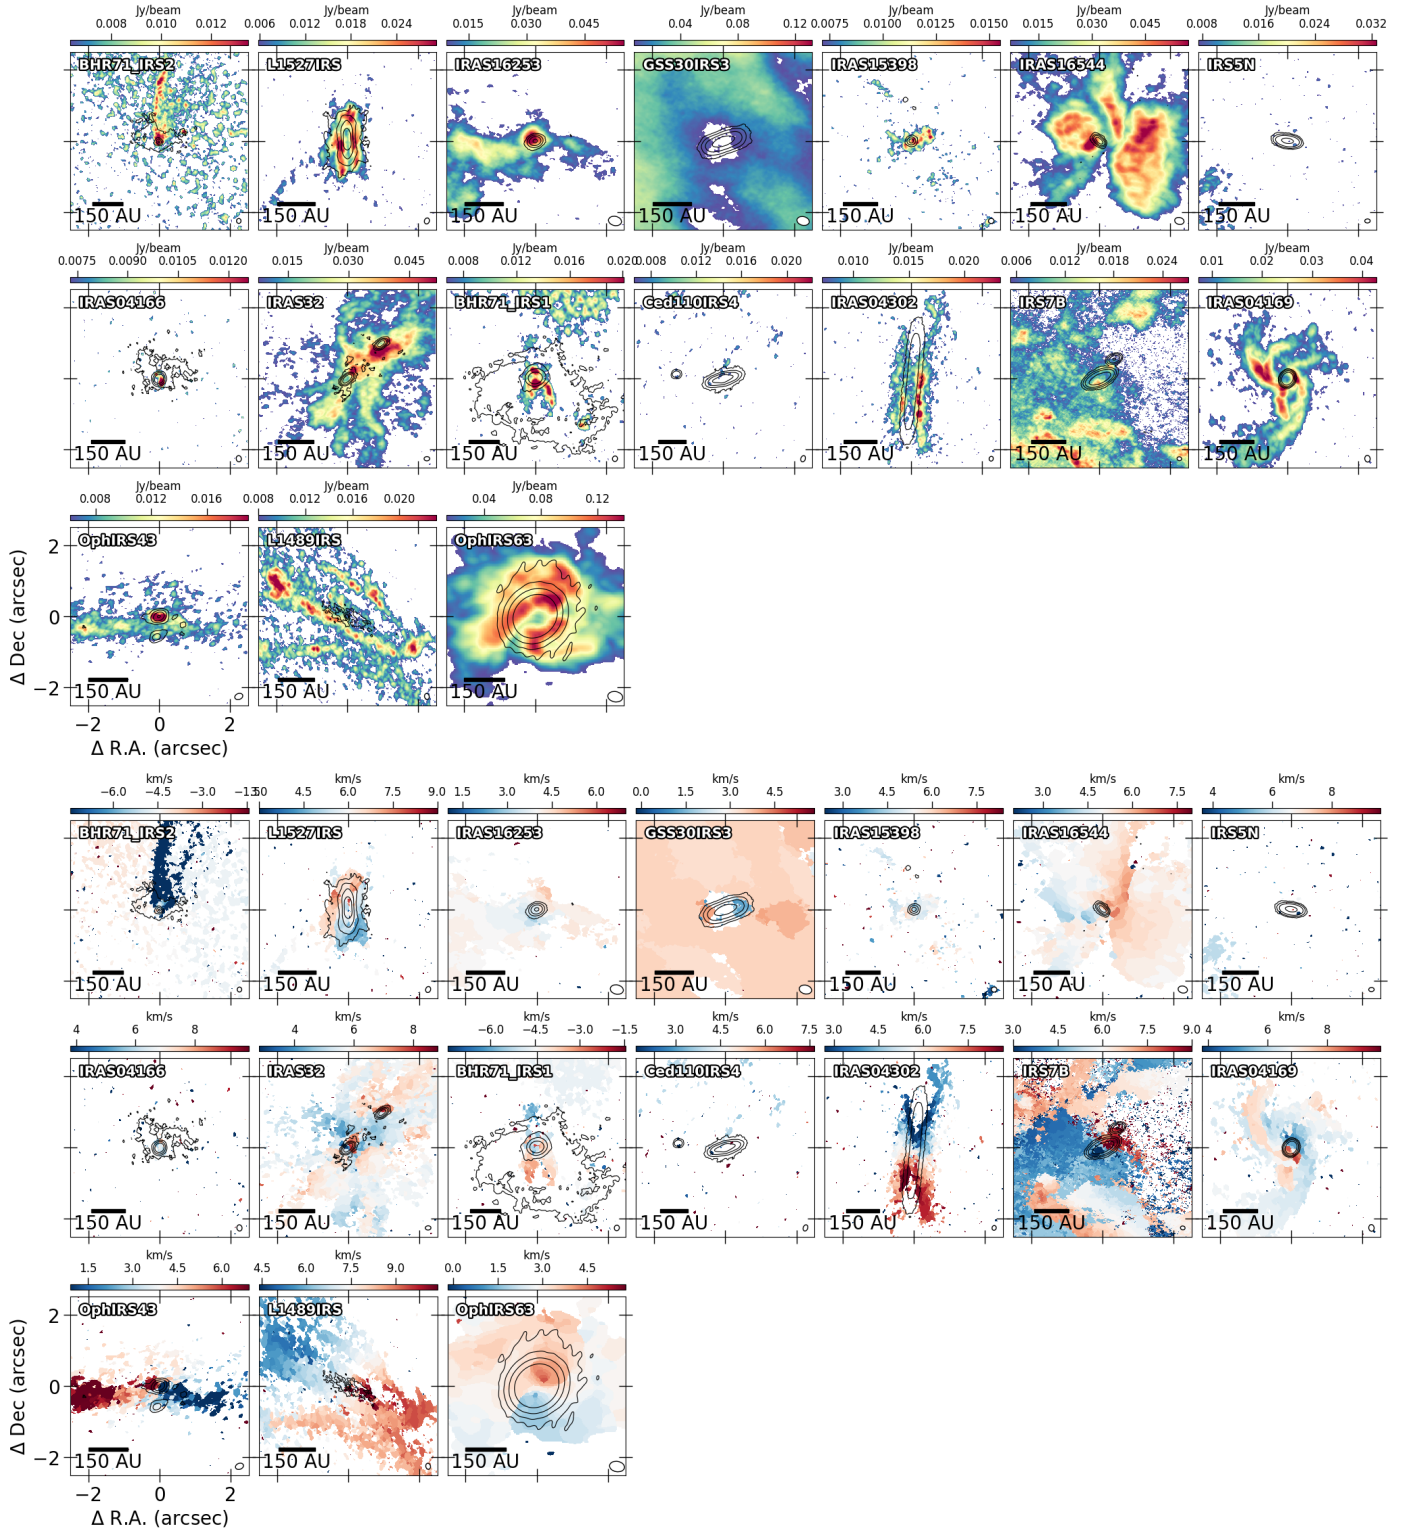 Jy/beam Jy/beam Jy/beam Jy/beam Jy/beam Jy/beam Jy/beam
0.008 0.010 0.012 0.006 0.012 0.018 0.024 0.015 0.030 0.045 0.04 0.08 0.12 0.0075 0.0100 0.0125 0.0150 0.015 0.030 0.045 0.008 0.016 0.024 0.032
BHR71_IRS2 L1527IRS IRAS16253 GSS30IRS3 IRAS15398 IRAS16544 IRS5N
150 AU 150 AU 150 AU 150 AU 150 AU 150 AU 150 AU
Jy/beam Jy/beam Jy/beam Jy/beam Jy/beam Jy/beam Jy/beam
0.0075 0.0090 0.0105 0.0120 0.015 0.030 0.045 0.008 0.012 0.016 0.020 0.008 0.012 0.016 0.020 0.010 0.015 0.020 0.006 0.012 0.018 0.024 0.01 0.02 0.03 0.04
IRAS04166 IRAS32 BHR71_IRS1 Ced110IRS4 IRAS04302 IRS7B IRAS04169
150 AU 150 AU 150 AU 150 AU 150 AU 150 AU 150 AU
Jy/beam Jy/beam Jy/beam
0.008 0.012 0.016 0.008 0.012 0.016 0.020 0.04 0.08 0.12
OphIRS43 L1489IRS OphIRS63
2
0
−2
Δ Dec (arcsec)
150 AU 150 AU 150 AU
−2 0 2
Δ R.A. (arcsec)
km/s km/s km/s km/s km/s km/s km/s
−6.0 −4.5 −3.0 −1.5 3.0 4.5 6.0 7.5 9.0 1.5 3.0 4.5 6.0 0.0 1.5 3.0 4.5 3.0 4.5 6.0 7.5 3.0 4.5 6.0 7.5 4 6 8
BHR71_IRS2 L1527IRS IRAS16253 GSS30IRS3 IRAS15398 IRAS16544 IRS5N
150 AU 150 AU 150 AU 150 AU 150 AU 150 AU 150 AU
km/s km/s km/s km/s km/s km/s km/s
4 6 8 4 6 8 −6.0 −4.5 −3.0 −1.5 3.0 4.5 6.0 7.5 3.0 4.5 6.0 7.5 3.0 4.5 6.0 7.5 9.0 4 6 8
IRAS04166 IRAS32 BHR71_IRS1 Ced110IRS4 IRAS04302 IRS7B IRAS04169
150 AU 150 AU 150 AU 150 AU 150 AU 150 AU 150 AU
km/s km/s km/s
1.5 3.0 4.5 6.0 4.5 6.0 7.5 9.0 0.0 1.5 3.0 4.5
OphIRS43 L1489IRS OphIRS63
2
0
−2
Δ Dec (arcsec)
150 AU 150 AU 150 AU
−2 0 2
Δ R.A. (arcsec)